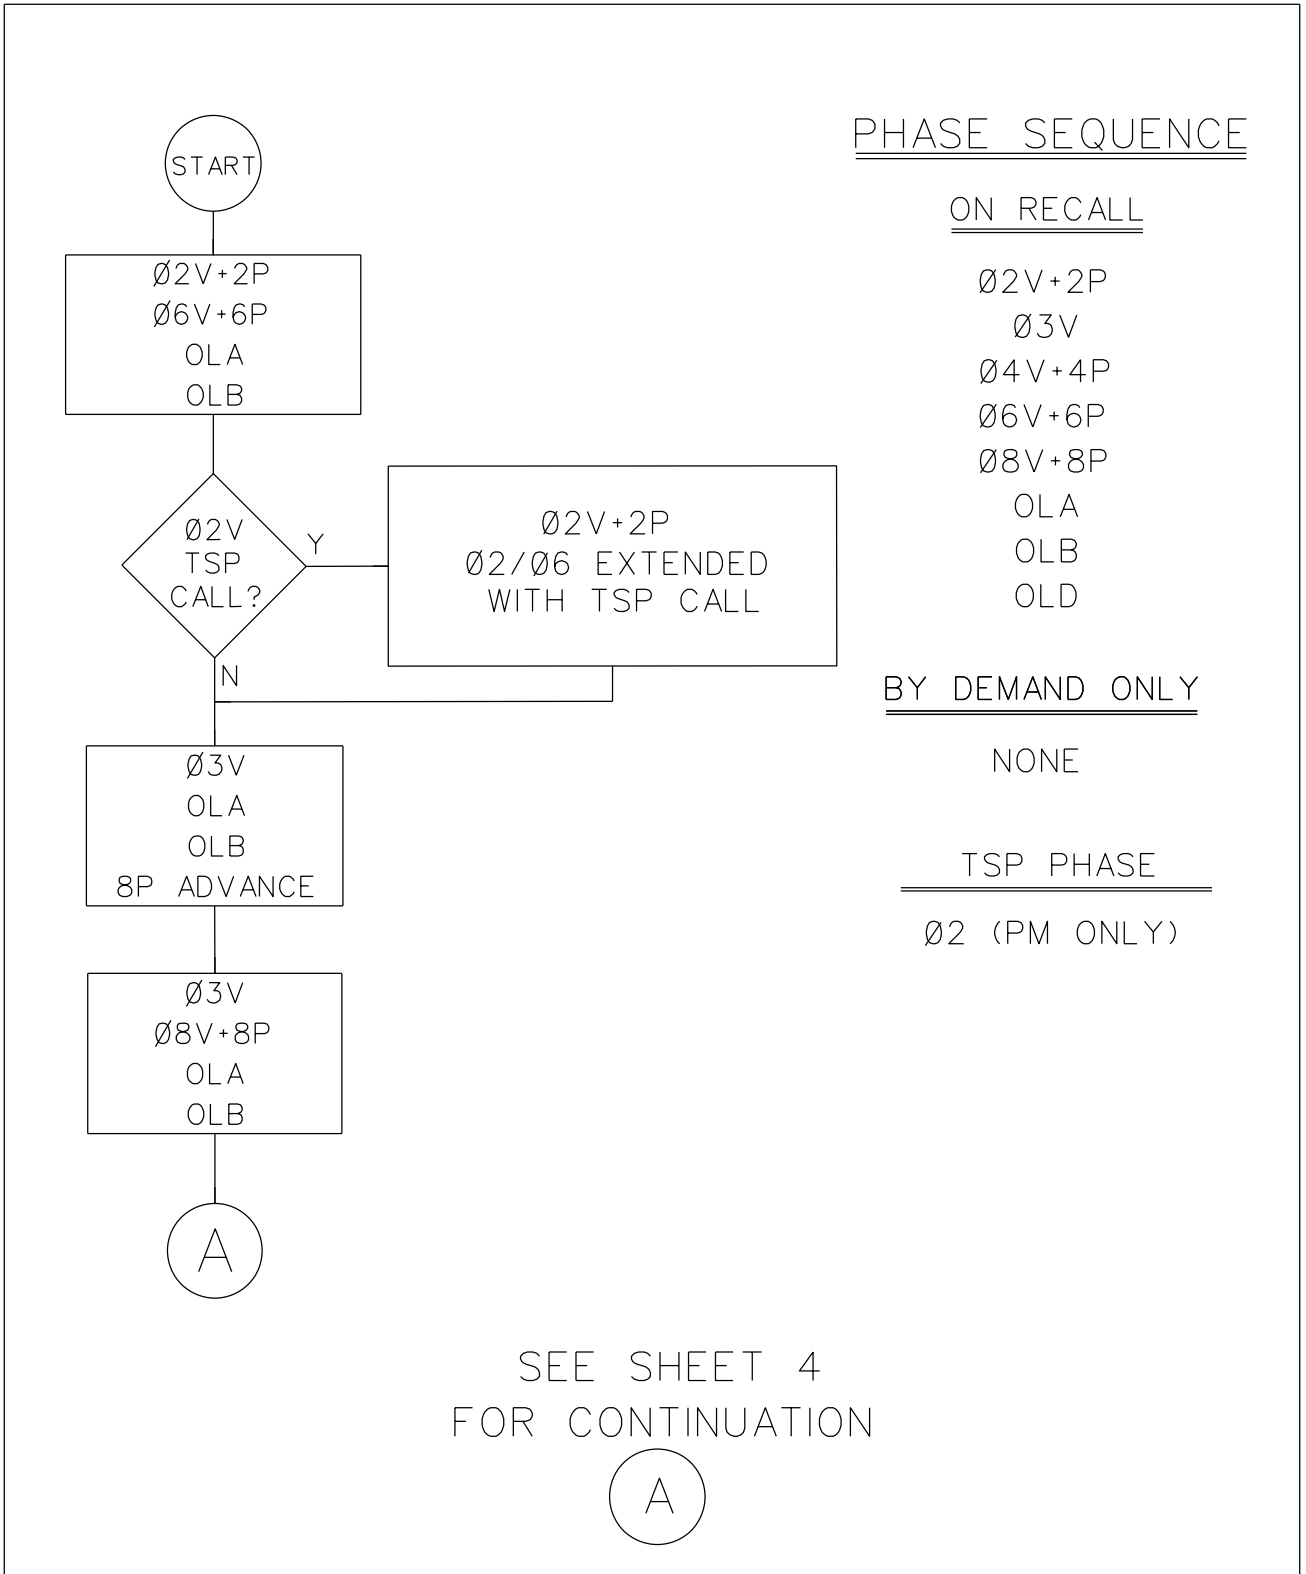 START
Ø2V+2P
Ø6V+6P
OLA
OLB
Ø2V
TSP
CALL?
Y
N
Ø2V+2P
Ø2/Ø6 EXTENDED
WITH TSP CALL
Ø3V
OLA
OLB
8P ADVANCE
Ø3V
Ø8V+8P
OLA
OLB
A
PHASE SEQUENCE
ON RECALL
Ø2V+2P
Ø3V
Ø4V+4P
Ø6V+6P
Ø8V+8P
OLA
OLB
OLD
BY DEMAND ONLY
NONE
TSP PHASE
Ø2 (PM ONLY)
SEE SHEET 4
FOR CONTINUATION
A